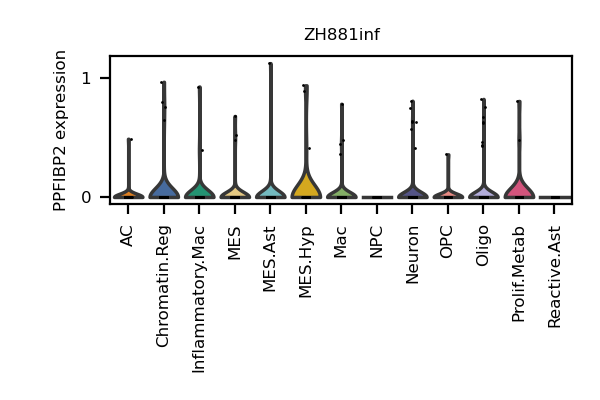 ZH881inf
PPFIBP2 expression
1
0
AC
Chromatin.Reg
Inflammatory.Mac
MES
MES.Ast
MES.Hyp
Mac
NPC
Neuron
OPC
Oligo
Prolif.Metab
Reactive.Ast